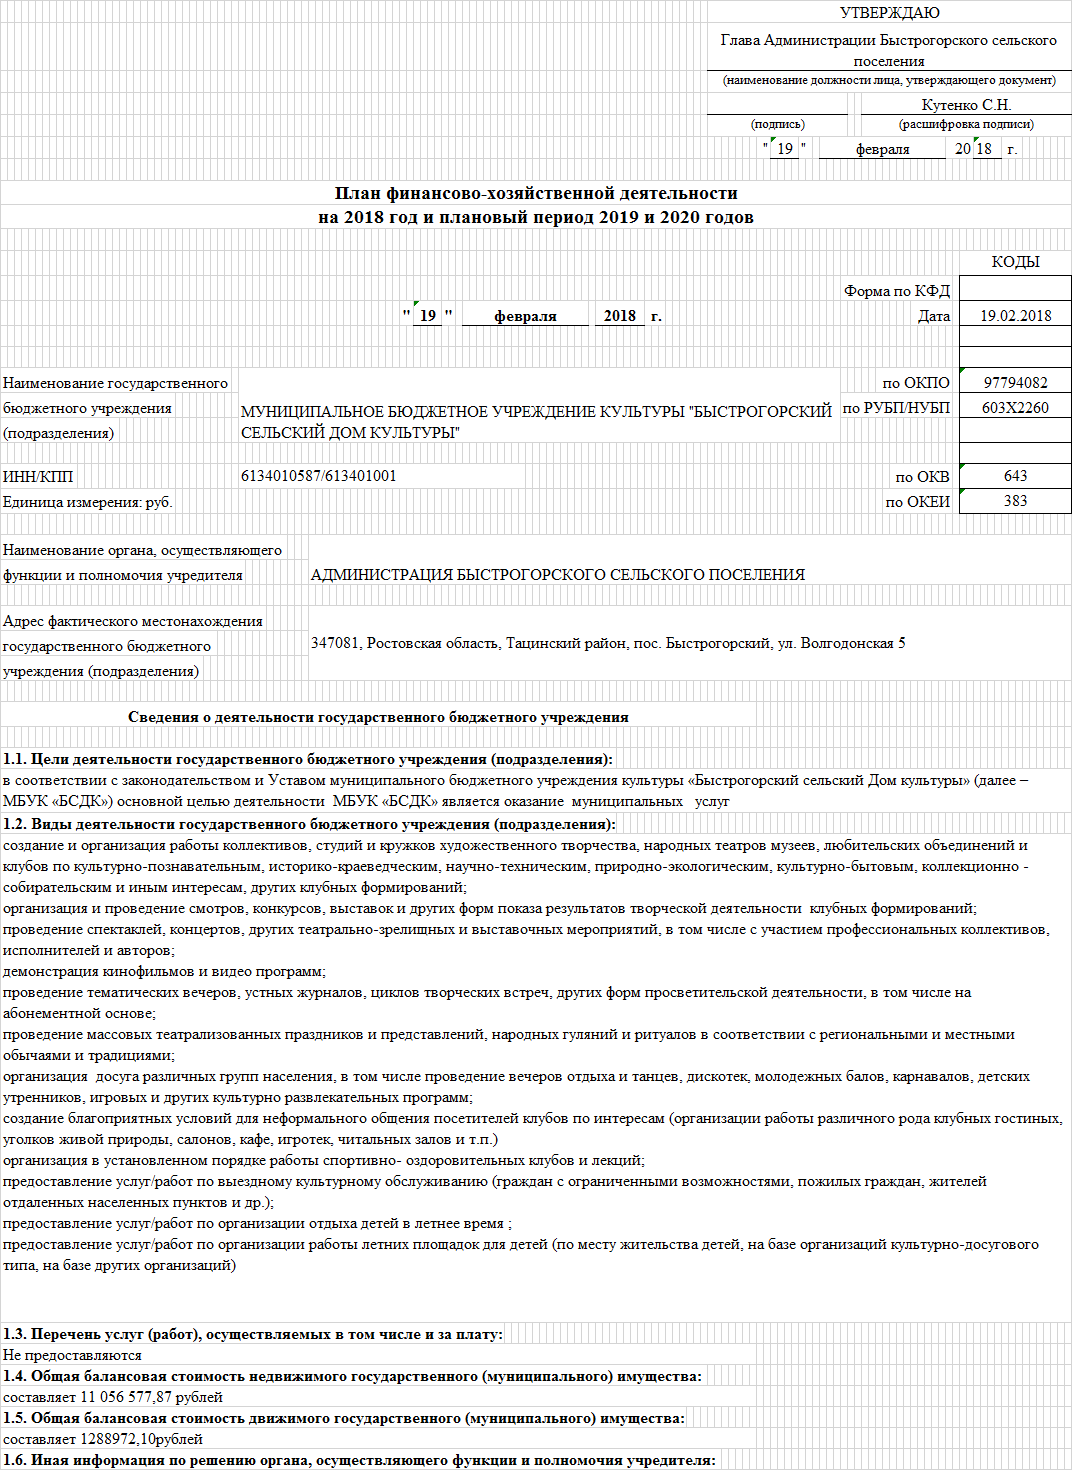 УТВЕРЖДАЮ
Глава Администрации Быстрогорского сельского
поселения
(наименование должности лица, утверждающего документ)
Кутенко С.Н.
(подпись) (расшифровка подписи)
" 19 " февраля 20 18 г.
План финансово-хозяйственной деятельности
на 2018 год и плановый период 2019 и 2020 годов
КОДЫ
Форма по КФД
" 19 " февраля 2018 г. Дата 19.02.2018
Наименование государственного по ОКПО 97794082
бюджетного учреждения МУНИЦИПАЛЬНОЕ БЮДЖЕТНОЕ УЧРЕЖДЕНИЕ КУЛЬТУРЫ "БЫСТРОГОРСКИЙ по РУБП/НУБП 603Х2260
(подразделения) СЕЛЬСКИЙ ДОМ КУЛЬТУРЫ"
ИНН/КПП 6134010587/613401001 по ОКВ 643
Единица измерения: руб. по ОКЕИ 383
Наименование органа, осуществляющего
функции и полномочия учредителя АДМИНИСТРАЦИЯ БЫСТРОГОРСКОГО СЕЛЬСКОГО ПОСЕЛЕНИЯ
Адрес фактического местонахождения
государственного бюджетного 347081, Ростовская область, Тацинский район, пос. Быстрогорский, ул. Волгодонская 5
учреждения (подразделения)
Сведения о деятельности государственного бюджетного учреждения
1.1. Цели деятельности государственного бюджетного учреждения (подразделения):
в соответствии с законодательством и Уставом муниципального бюджетного учреждения культуры «Быстрогорский сельский Дом культуры» (далее –
МБУК «БСДК») основной целью деятельности МБУК «БСДК» является оказание муниципальных услуг
1.2. Виды деятельности государственного бюджетного учреждения (подразделения):
создание и организация работы коллективов, студий и кружков художественного творчества, народных театров музеев, любительских объединений и
клубов по культурно-познавательным, историко-краеведческим, научно-техническим, природно-экологическим, культурно-бытовым, коллекционно -
собирательским и иным интересам, других клубных формирований;
организация и проведение смотров, конкурсов, выставок и других форм показа результатов творческой деятельности клубных формирований;
проведение спектаклей, концертов, других театрально-зрелищных и выставочных мероприятий, в том числе с участием профессиональных коллективов,
исполнителей и авторов;
демонстрация кинофильмов и видео программ;
проведение тематических вечеров, устных журналов, циклов творческих встреч, других форм просветительской деятельности, в том числе на
абонементной основе;
проведение массовых театрализованных праздников и представлений, народных гуляний и ритуалов в соответствии с региональными и местными
обычаями и традициями;
организация досуга различных групп населения, в том числе проведение вечеров отдыха и танцев, дискотек, молодежных балов, карнавалов, детских
утренников, игровых и других культурно развлекательных программ;
создание благоприятных условий для неформального общения посетителей клубов по интересам (организации работы различного рода клубных гостиных,
уголков живой природы, салонов, кафе, игротек, читальных залов и т.п.)
организация в установленном порядке работы спортивно- оздоровительных клубов и лекций;
предоставление услуг/работ по выездному культурному обслуживанию (граждан с ограниченными возможностями, пожилых граждан, жителей
отдаленных населенных пунктов и др.);
предоставление услуг/работ по организации отдыха детей в летнее время ;
предоставление услуг/работ по организации работы летних площадок для детей (по месту жительства детей, на базе организаций культурно-досугового
типа, на базе других организаций)
1.3. Перечень услуг (работ), осуществляемых в том числе и за плату:
Не предоставляются
1.4. Общая балансовая стоимость недвижимого государственного (муниципального) имущества:
составляет 11 056 577,87 рублей
1.5. Общая балансовая стоимость движимого государственного (муниципального) имущества:
составляет 1288972,10рублей
1.6. Иная информация по решению органа, осуществляющего функции и полномочия учредителя: